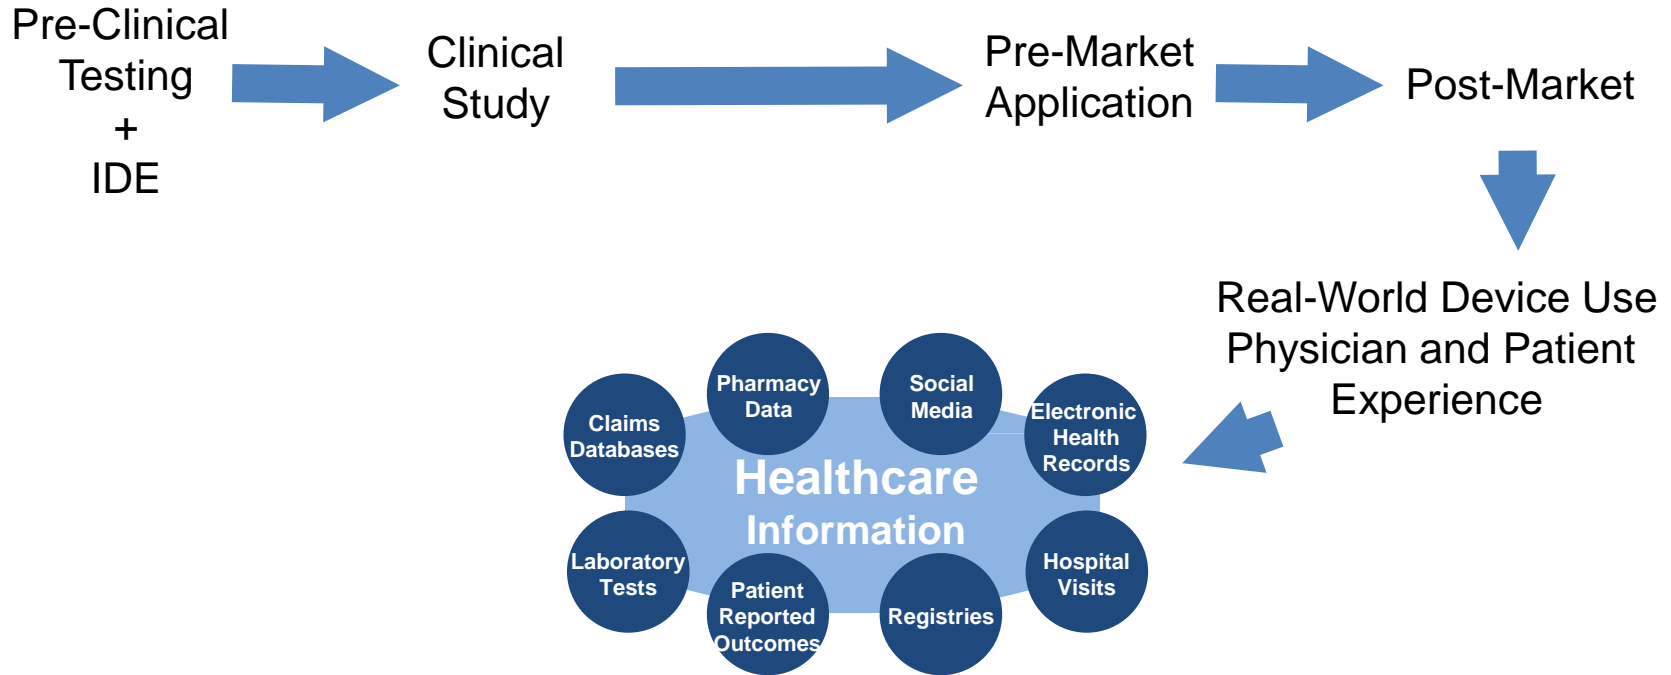 Pre-Clinical
Testing
+
IDE
Clinical
Study
Pre-Market
Application
Post-Market
Real-World Device Use
Physician and Patient
Experience
Pharmacy
Data
Social
Media
Claims
Databases
Electronic
Health
Records
Healthcare
Information
Laboratory
Tests
Patient
Reported
Outcomes
Registries
Hospital
Visits